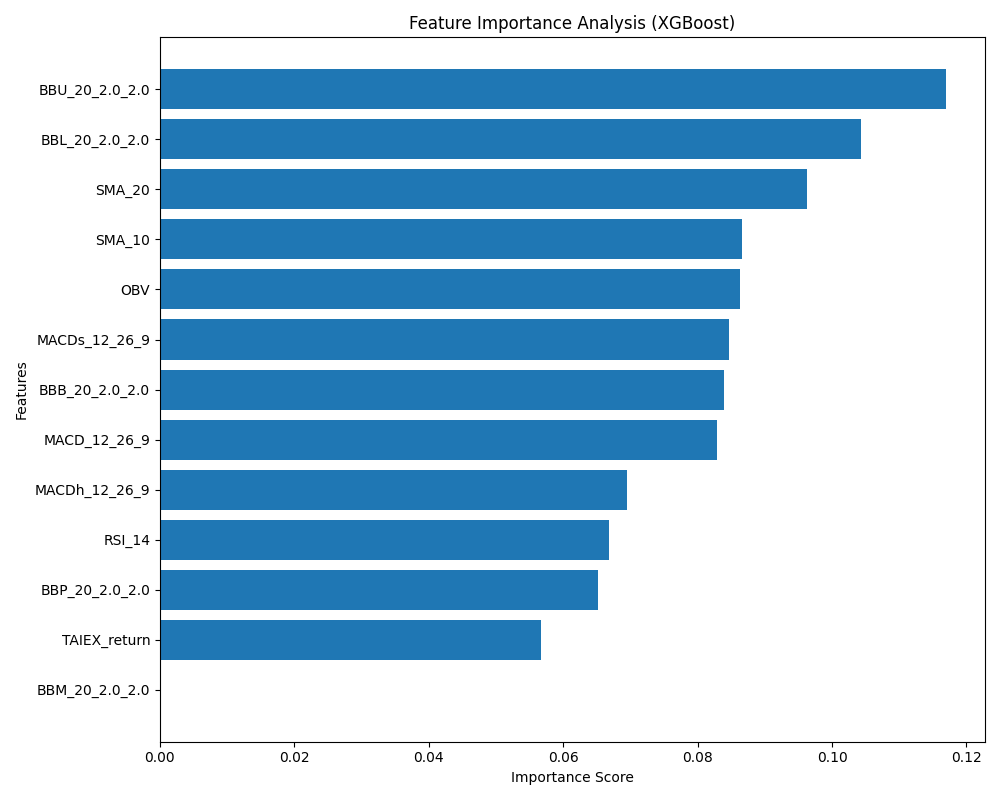 Feature Importance Analysis (XGBoost)
Features
BBU_20_2.0_2.0
BBL_20_2.0_2.0
SMA_20
SMA_10
OBV
MACDs_12_26_9
BBB_20_2.0_2.0
MACD_12_26_9
MACDh_12_26_9
RSI_14
BBP_20_2.0_2.0
TAIEX_return
BBM_20_2.0_2.0
0.00 0.02 0.04 0.06 0.08 0.10 0.12
Importance Score